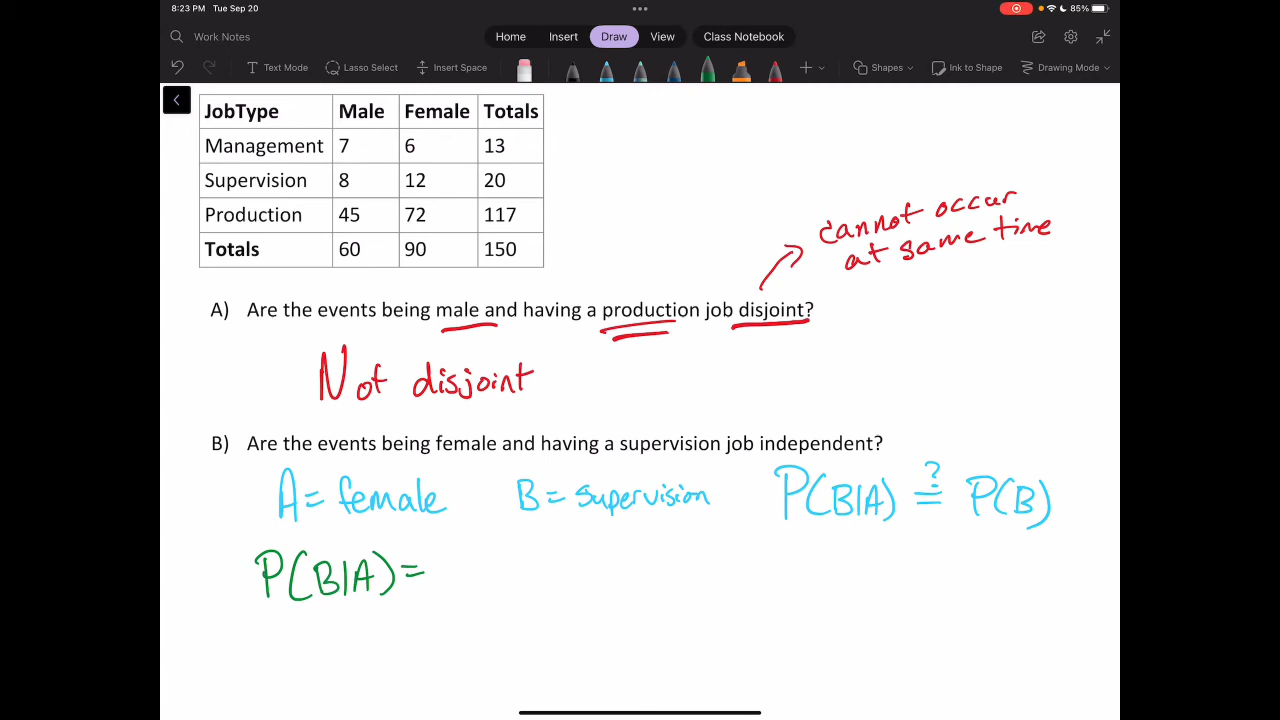 8:23 PM Tue Sep 20
85%
Work Notes
Home Insert Draw View Class Notebook
Text Mode Lasso Select Insert Space Shapes Ink to Shape Drawing Mode
JobType Male Female Totals
Management 7 6 13
Supervision 8 12 20
Production 45 72 117
Totals 60 90 150
cannot occur
at same time
A) Are the events being male and having a production job disjoint?
Not disjoint
B) Are the events being female and having a supervision job independent?
A = female B = supervision P(B|A) ≟ P(B)
P(B|A) =